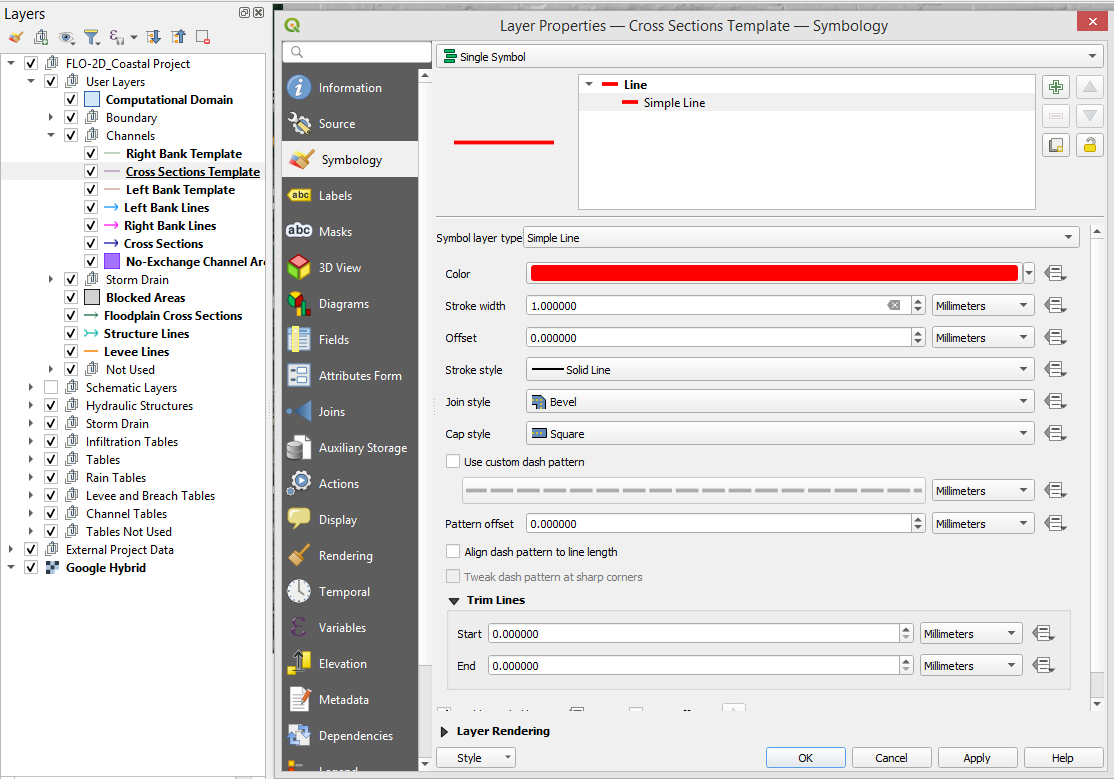 Layers
FLO-2D_Coastal Project
User Layers
Computational Domain
Boundary
Channels
Right Bank Template
Cross Sections Template
Left Bank Template
Left Bank Lines
Right Bank Lines
Cross Sections
No-Exchange Channel Ar
Storm Drain
Blocked Areas
Floodplain Cross Sections
Structure Lines
Levee Lines
Not Used
Schematic Layers
Hydraulic Structures
Storm Drain
Infiltration Tables
Tables
Rain Tables
Levee and Breach Tables
Channel Tables
Tables Not Used
External Project Data
Google Hybrid
Layer Properties — Cross Sections Template — Symbology
Information
Source
Symbology
abc Labels
abc Masks
3D View
Diagrams
Fields
Attributes Form
Joins
Auxiliary Storage
Actions
Display
Rendering
Temporal
Variables
Elevation
Metadata
Dependencies
Legend
Single Symbol
Line
Simple Line
Symbol layer type Simple Line
Color
Stroke width 1.000000 Millimeters
Offset 0.000000 Millimeters
Stroke style Solid Line
Join style Bevel
Cap style Square
Use custom dash pattern
Millimeters
Pattern offset 0.000000 Millimeters
Align dash pattern to line length
Tweak dash pattern at sharp corners
Trim Lines
Start 0.000000 Millimeters
End 0.000000 Millimeters
Layer Rendering
Style OK Cancel Apply Help